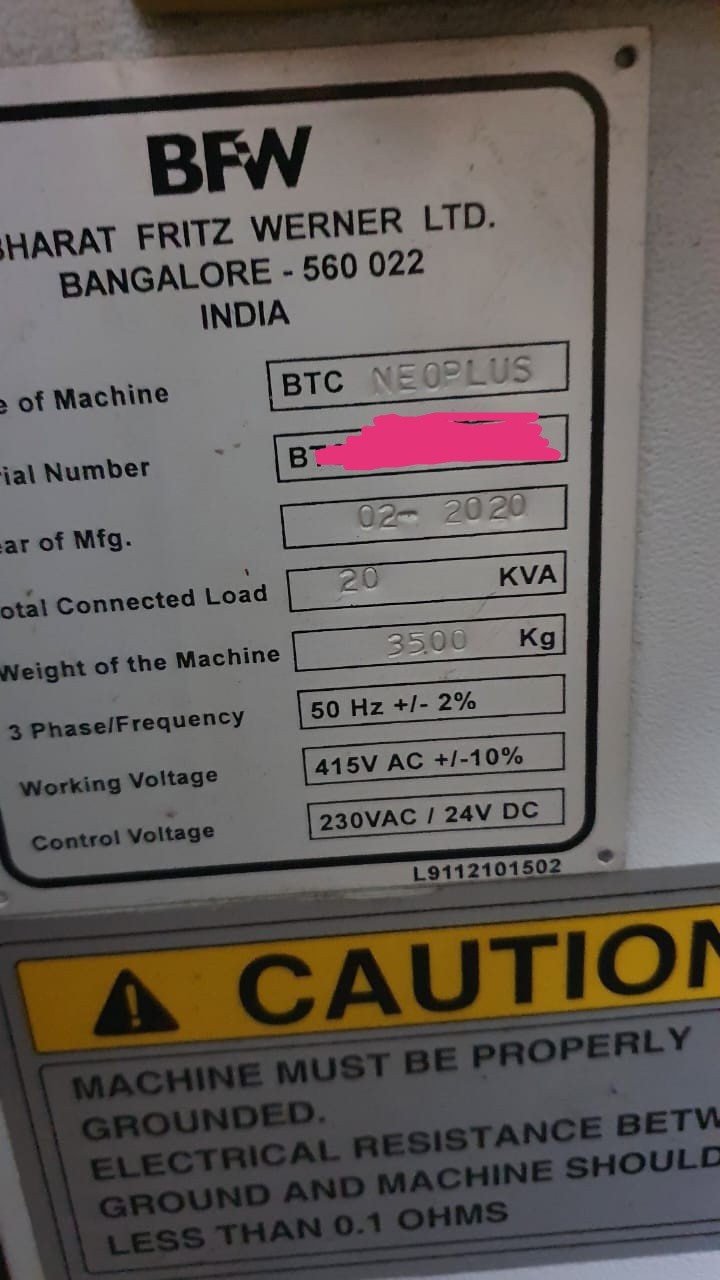 BFW
BHARAT FRITZ WERNER LTD.
BANGALORE - 560 022
INDIA
e of Machine BTC NEOPLUS
rial Number BT
ear of Mfg. 02- 2020
otal Connected Load 20 KVA
Weight of the Machine 3500 Kg
3 Phase/Frequency 50 Hz +/- 2%
Working Voltage 415V AC +/-10%
Control Voltage 230VAC / 24V DC
L9112101502
CAUTION
MACHINE MUST BE PROPERLY
GROUNDED.
ELECTRICAL RESISTANCE BETW
GROUND AND MACHINE SHOULD
LESS THAN 0.1 OHMS